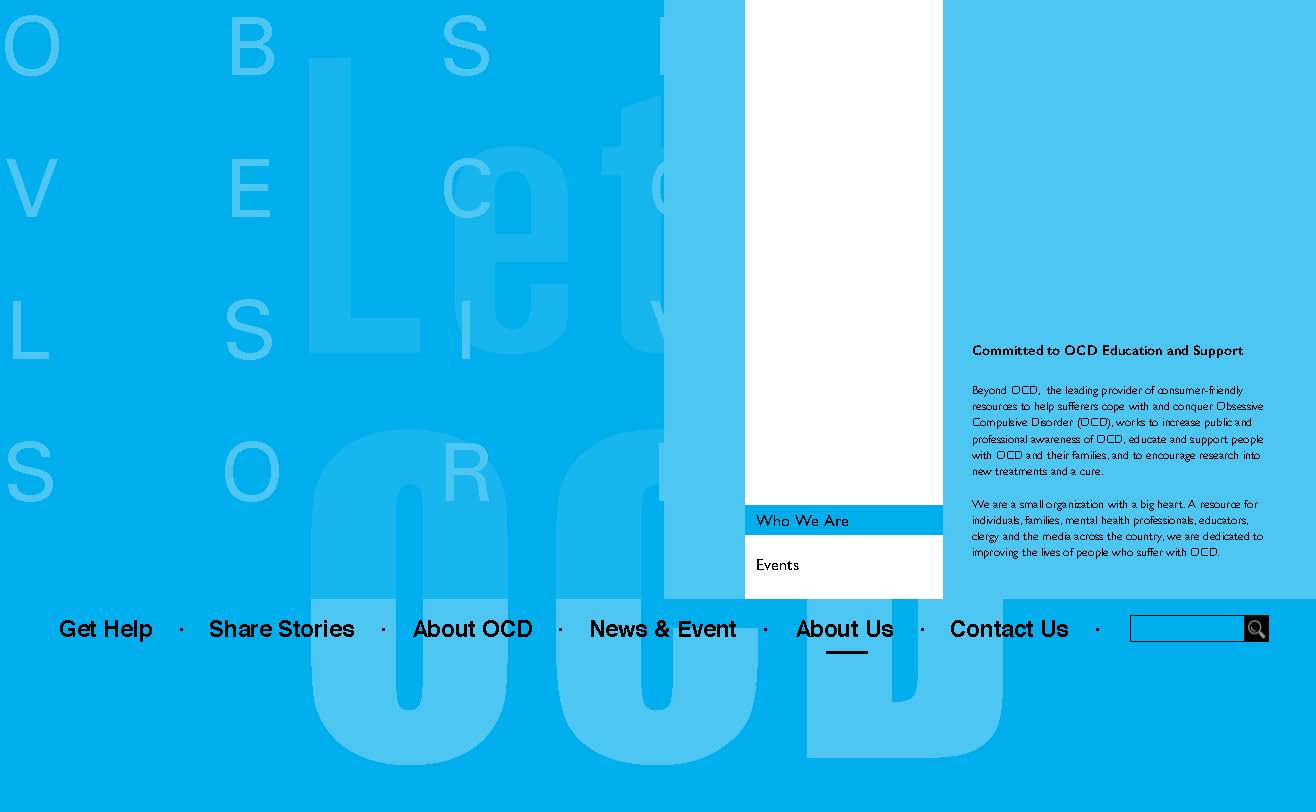 O B S
Let
V E C
L S I
S O R
OCD
Committed to OCD Education and Support
Beyond OCD, the leading provider of consumer-friendly
resources to help sufferers cope with and conquer Obsessive
Compulsive Disorder (OCD), works to increase public and
professional awareness of OCD, educate and support people
with OCD and their families, and to encourage research into
new treatments and a cure.
We are a small organization with a big heart. A resource for
individuals, families, mental health professionals, educators,
clergy and the media across the country, we are dedicated to
improving the lives of people who suffer with OCD.
Who We Are
Events
Get Help · Share Stories · About OCD · News & Event · About Us · Contact Us ·